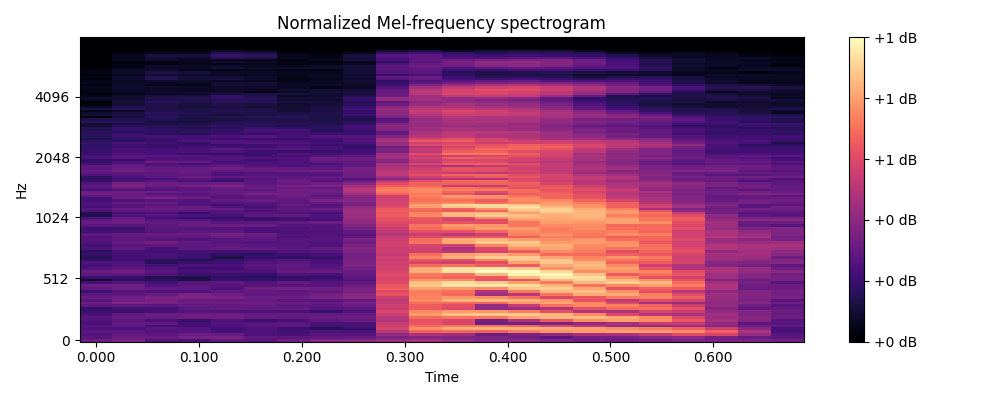 Normalized Mel-frequency spectrogram
Hz
4096
2048
1024
512
0
0.000 0.100 0.200 0.300 0.400 0.500 0.600
Time
+1 dB
+1 dB
+1 dB
+0 dB
+0 dB
+0 dB